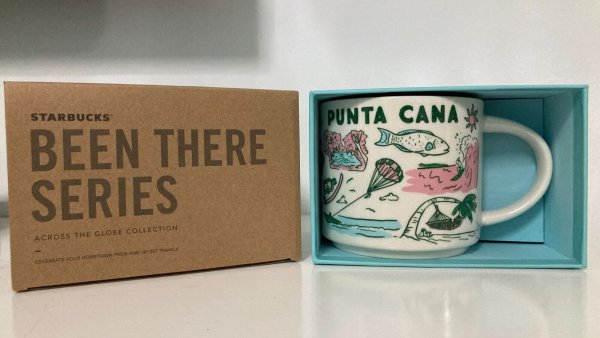 STARBUCKS
BEEN THERE
SERIES
ACROSS THE GLOBE COLLECTION
CELEBRATE YOUR HOMETOWN PRIDE AND JETSET TRAVELS
PUNTA CANA